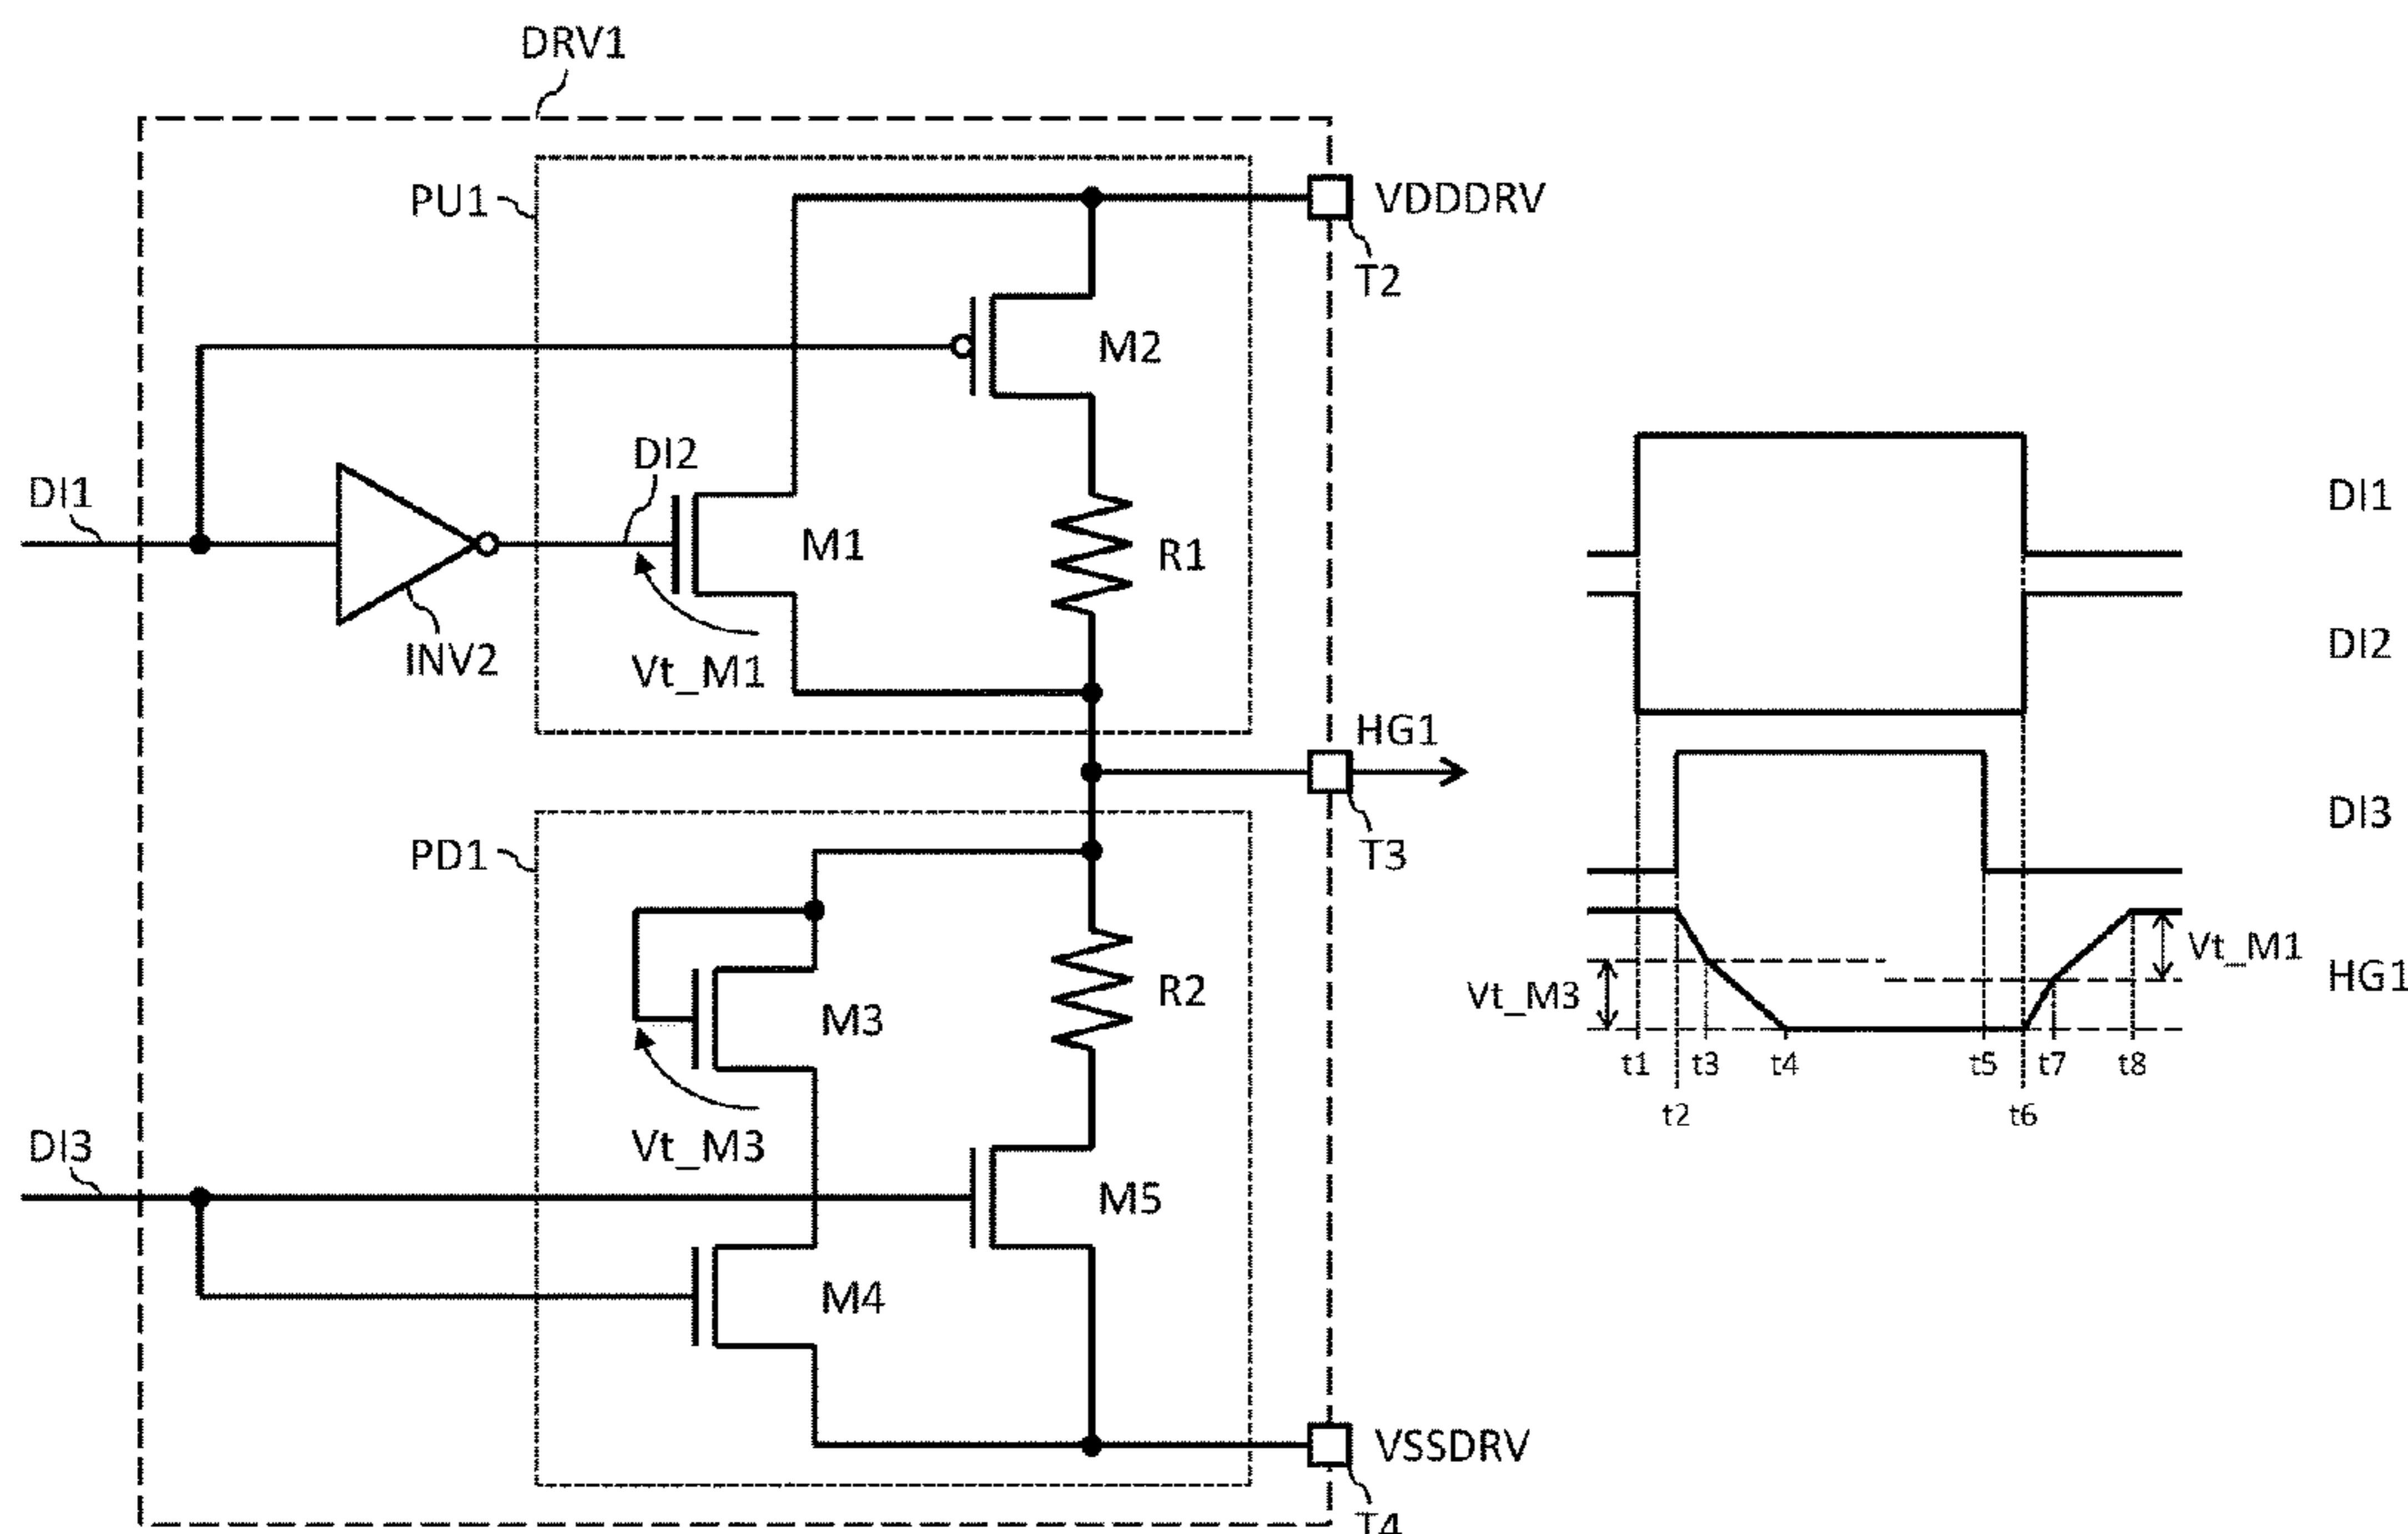 DRV1
PU1
VDDDRV
T2
M2
DI2
DI1
M1
R1
INV2
Vt_M1
HG1
T3
PD1
M3
R2
Vt_M3
DI3
M5
M4
VSSDRV
T4
DI1
DI2
DI3
Vt_M1
Vt_M3
HG1
t1
t3
t4
t5
t7
t8
t2
t6